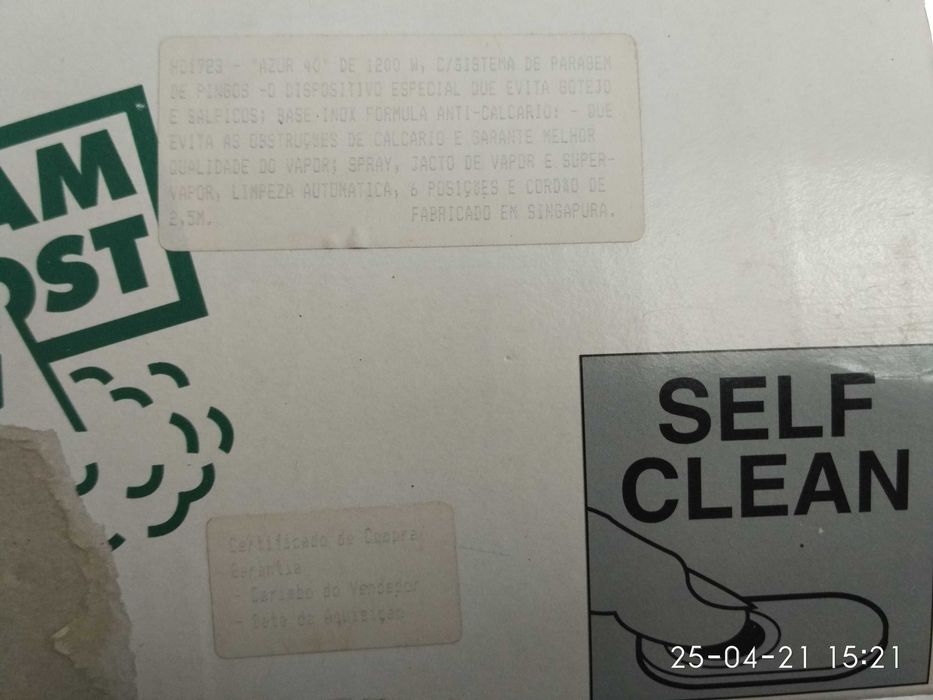 HD1723 - "AZUR 40" DE 1200 W, C/SISTEMA DE PARAGEM
DE PINGOS -O DISPOSITIVO ESPECIAL QUE EVITA GOTEJO
E SALPICOS; BASE-INOX FORMULA ANTI-CALCARIO: - QUE
EVITA AS OBSTRUÇÕES DE CALCARIO E GARANTE MELHOR
QUALIDADE DO VAPOR; SPRAY, JACTO DE VAPOR E SUPER-
VAPOR, LIMPEZA AUTOMATICA, 6 POSIÇÕES E CORDÃO DE
2,5M. FABRICADO EM SINGAPURA.
AM
OST
SELF
CLEAN
Certificado de Compra/
Garantia
- Carimbo do Vendedor
- Data da Aquisição
25-04-21 15:21